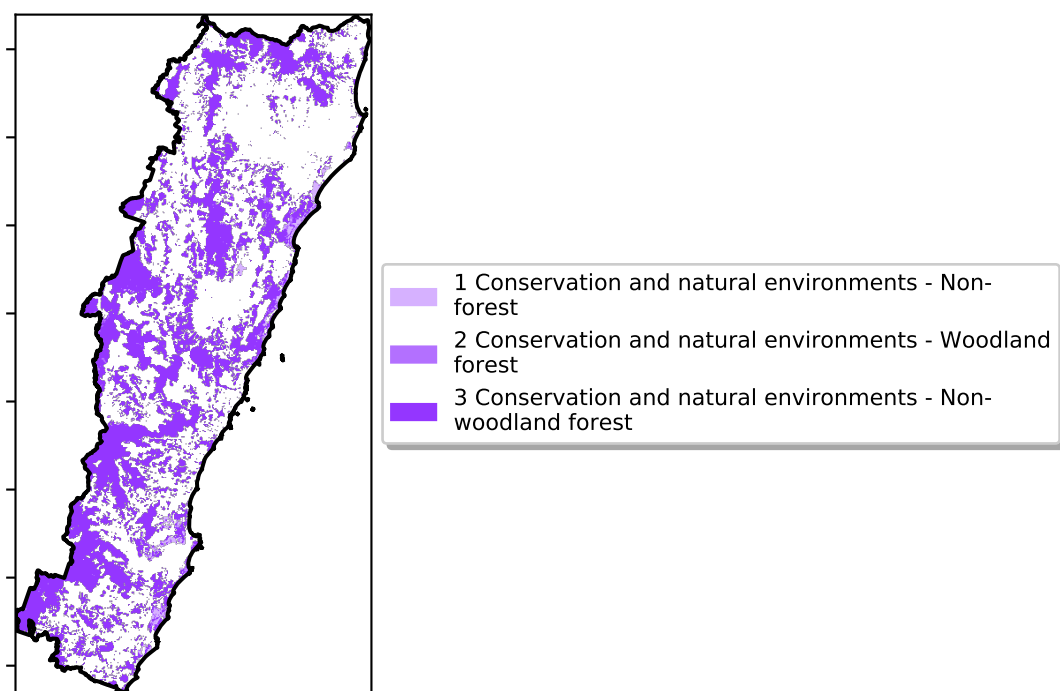 1 Conservation and natural environments - Non-
forest
2 Conservation and natural environments - Woodland
forest
3 Conservation and natural environments - Non-
woodland forest